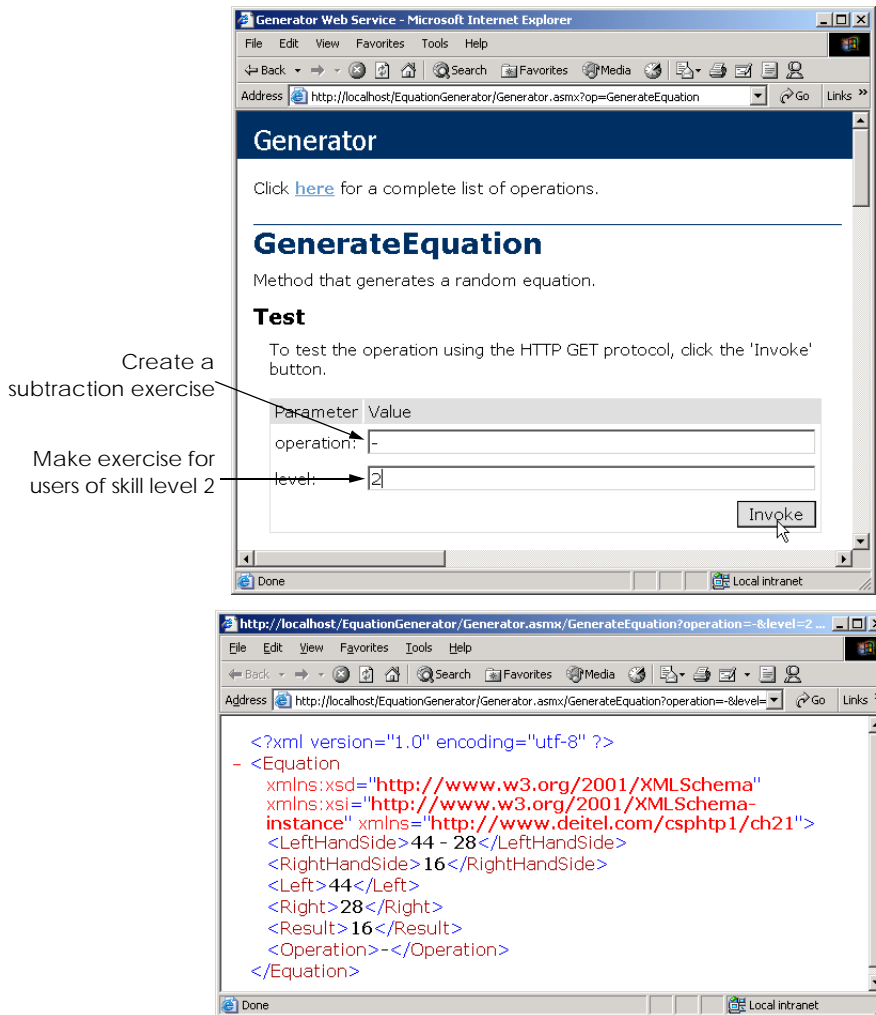 Generator Web Service - Microsoft Internet Explorer
File Edit View Favorites Tools Help
Back Search Favorites Media
Address http://localhost/EquationGenerator/Generator.asmx?op=GenerateEquation Go Links »
Generator
Click here for a complete list of operations.
GenerateEquation
Method that generates a random equation.
Test
To test the operation using the HTTP GET protocol, click the 'Invoke'
button.
Create a
subtraction exercise
Parameter Value
operation: -
Make exercise for
users of skill level 2
level: 2
Invoke
Done Local intranet
http://localhost/EquationGenerator/Generator.asmx/GenerateEquation?operation=-&level=2 ...
File Edit View Favorites Tools Help
Back Search Favorites Media
Address http://localhost/EquationGenerator/Generator.asmx/GenerateEquation?operation=-&level= Go Links
<?xml version="1.0" encoding="utf-8" ?>
- <Equation
xmlns:xsd="http://www.w3.org/2001/XMLSchema"
xmlns:xsi="http://www.w3.org/2001/XMLSchema-
instance" xmlns="http://www.deitel.com/csphtp1/ch21">
<LeftHandSide>44 - 28</LeftHandSide>
<RightHandSide>16</RightHandSide>
<Left>44</Left>
<Right>28</Right>
<Result>16</Result>
<Operation>-</Operation>
</Equation>
Done Local intranet